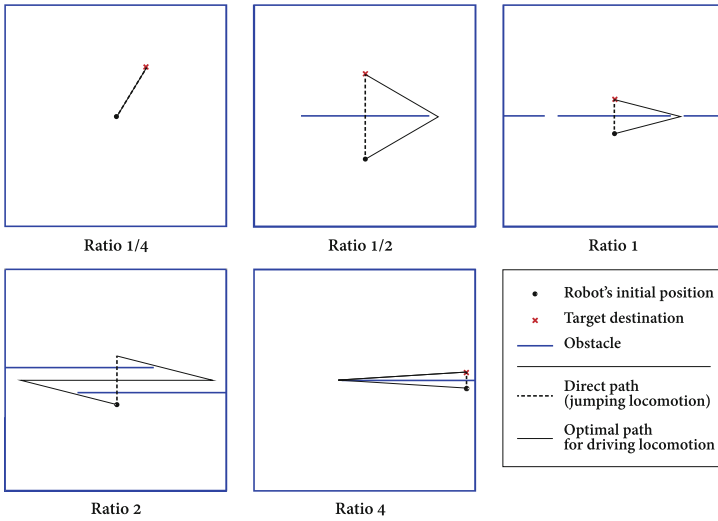 Ratio 1/4
Ratio 1/2
Ratio 1
Robot's initial position
Target destination
Obstacle
Direct path
(jumping locomotion)
Optimal path
for driving locomotion
Ratio 2
Ratio 4